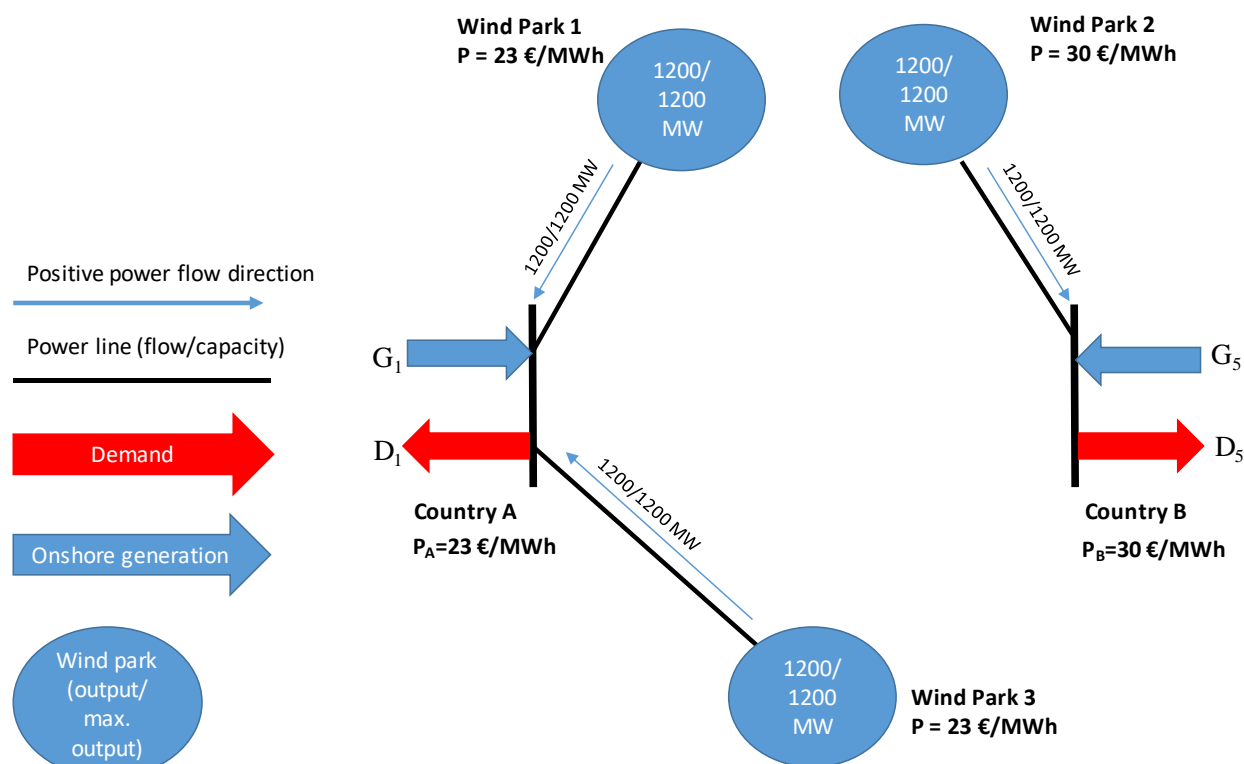 Wind Park 1
P = 23 €/MWh
1200/
1200
MW
Wind Park 2
P = 30 €/MWh
1200/
1200
MW
1200/1200 MW
1200/1200 MW
Positive power flow direction
Power line (flow/capacity)
Demand
Onshore generation
Wind park
(output/
max.
output)
G1
D1
G5
D5
Country A
PA=23 €/MWh
Country B
PB=30 €/MWh
1200/1200 MW
1200/
1200
MW
Wind Park 3
P = 23 €/MWh